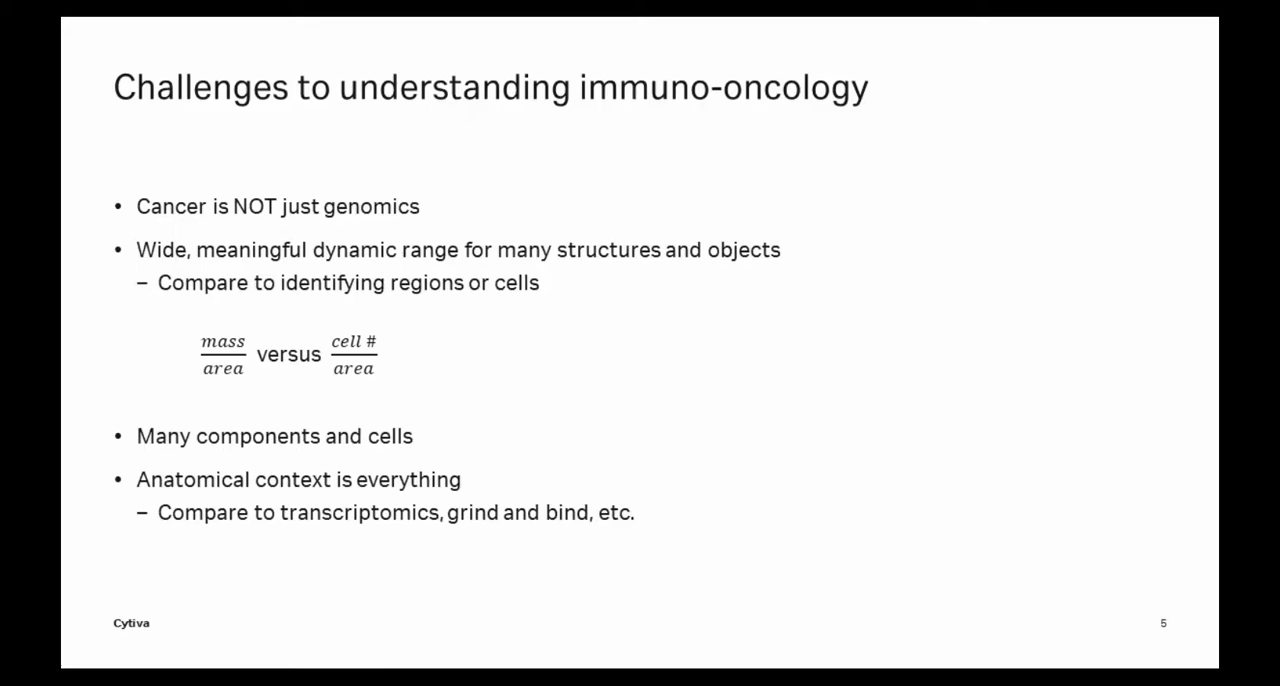 Challenges to understanding immuno-oncology
• Cancer is NOT just genomics
• Wide, meaningful dynamic range for many structures and objects
– Compare to identifying regions or cells
mass/area versus cell #/area
• Many components and cells
• Anatomical context is everything
– Compare to transcriptomics, grind and bind, etc.
Cytiva
5